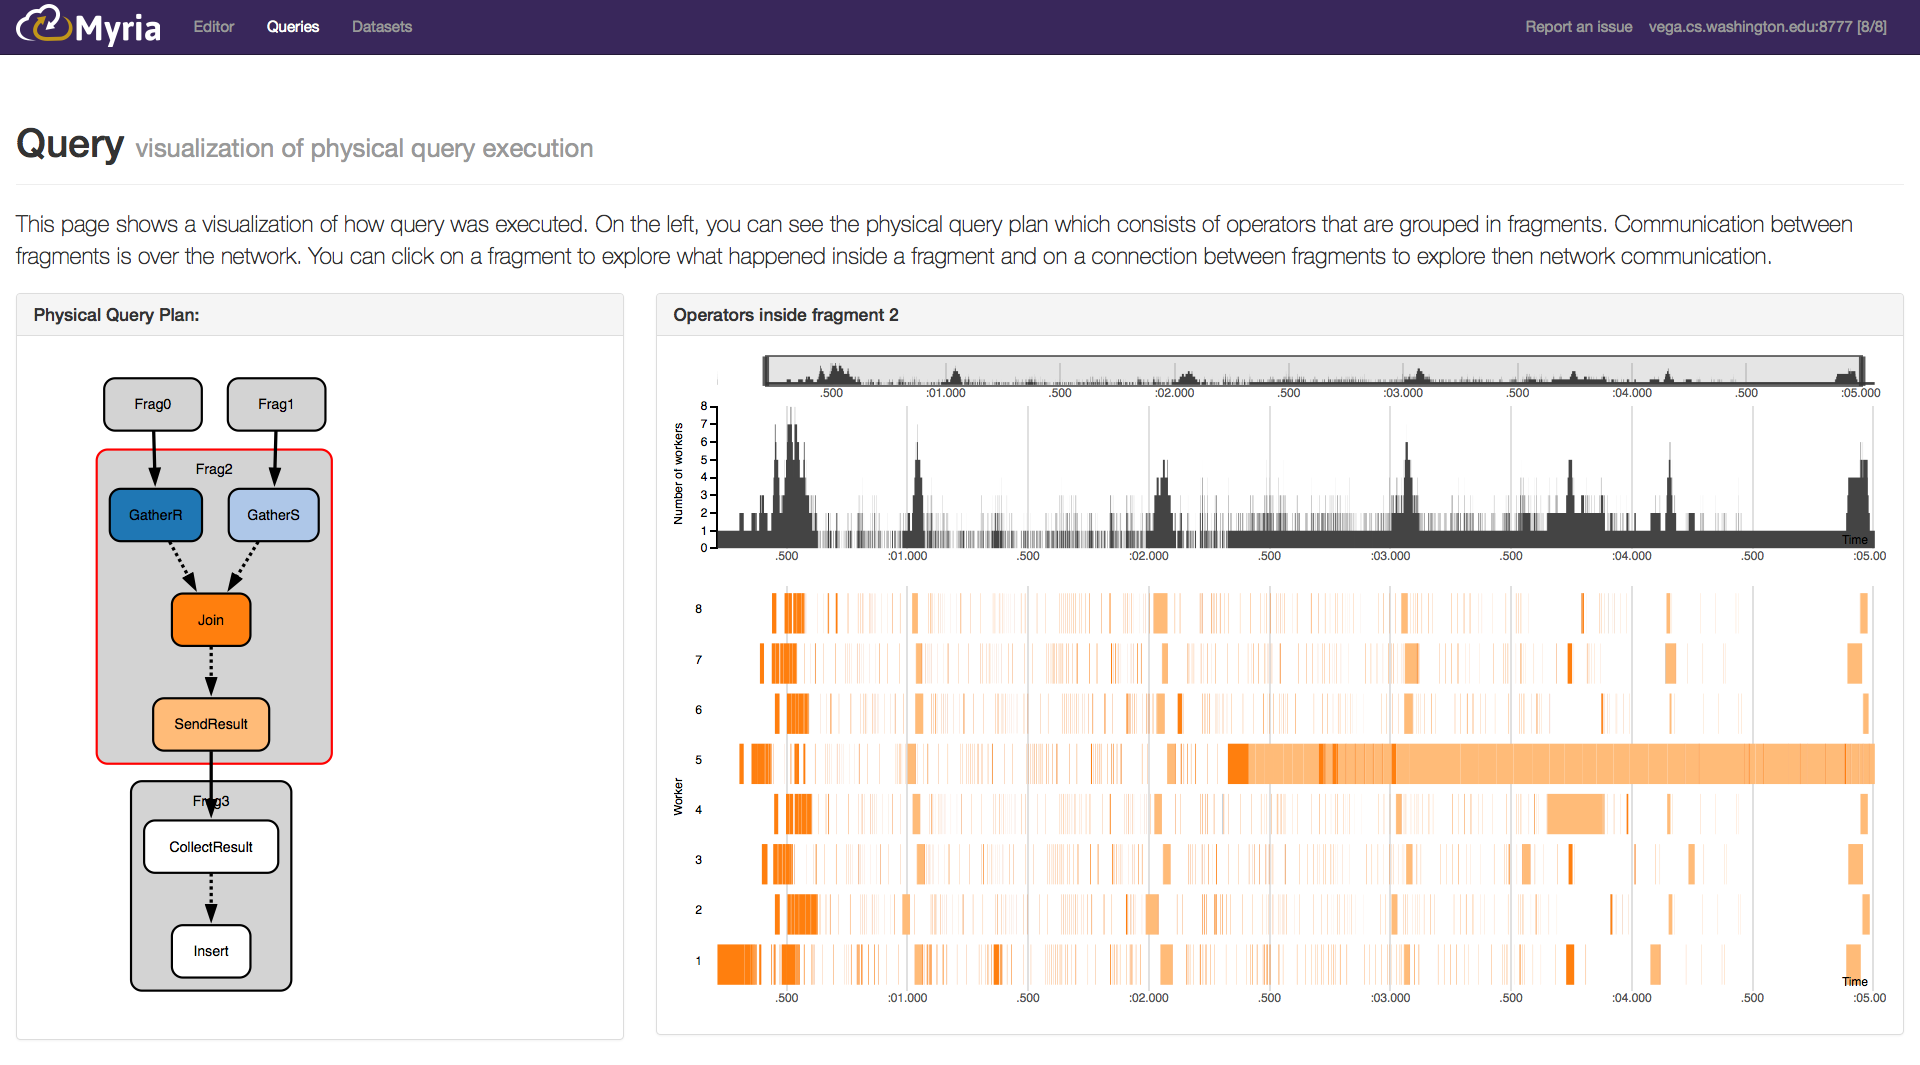 Myria Editor Queries Datasets Report an issue vega.cs.washington.edu:8777 [8/8]
Query visualization of physical query execution
This page shows a visualization of how query was executed. On the left, you can see the physical query plan which consists of operators that are grouped in fragments. Communication between
fragments is over the network. You can click on a fragment to explore what happened inside a fragment and on a connection between fragments to explore then network communication.
Physical Query Plan:
Frag0 Frag1
Frag2
GatherR GatherS
Join
SendResult
Frag3
CollectResult
Insert
Operators inside fragment 2
.500 :01.000 .500 :02.000 .500 :03.000 .500 :04.000 .500 :05.000
Number of workers
8
7
6
5
4
3
2
1
0
Time
.500 :01.000 .500 :02.000 .500 :03.000 .500 :04.000 .500 :05.00
Worker
8
7
6
5
4
3
2
1
Time
.500 :01.000 .500 :02.000 .500 :03.000 .500 :04.000 .500 :05.00